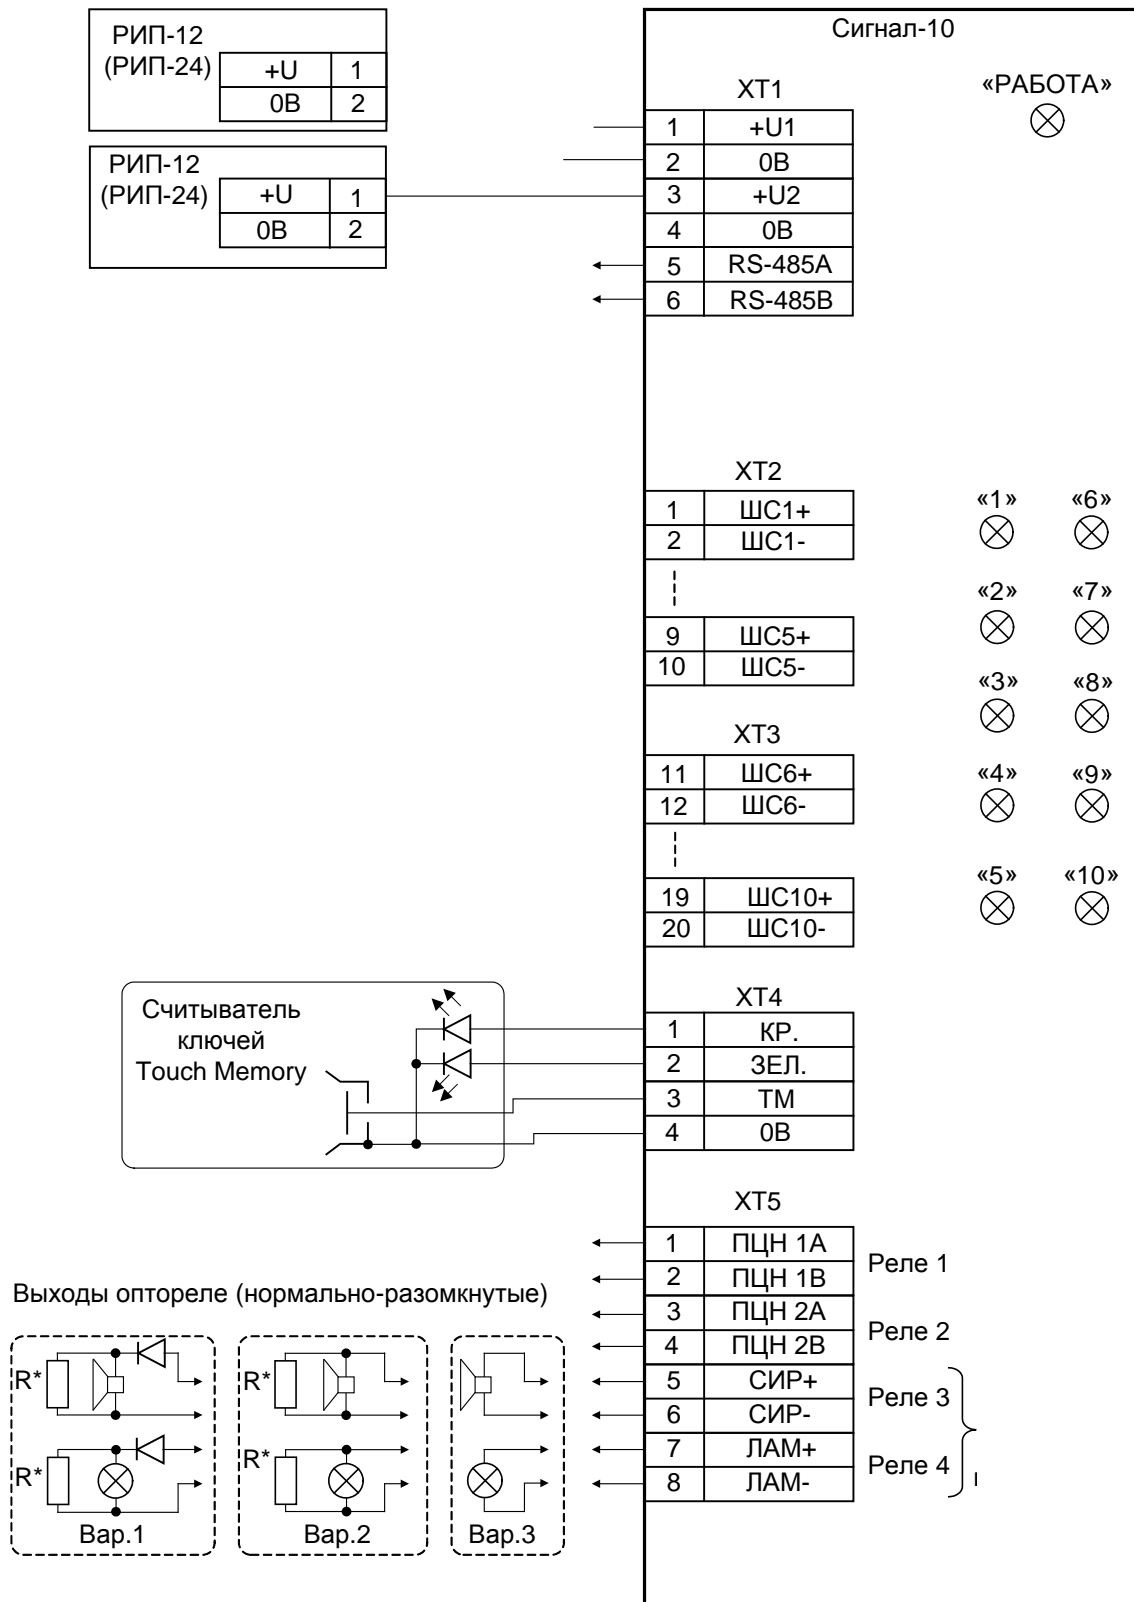 Сигнал-10
РИП-12
(РИП-24)
+U 1
0В 2
РИП-12
(РИП-24)
+U 1
0В 2
«РАБОТА»
XT1
1 +U1
2 0В
3 +U2
4 0В
5 RS-485A
6 RS-485B
XT2
1 ШС1+
2 ШС1-
9 ШС5+
10 ШС5-
XT3
11 ШС6+
12 ШС6-
19 ШС10+
20 ШС10-
«1» «6»
«2» «7»
«3» «8»
«4» «9»
«5» «10»
Считыватель
ключей
Touch Memory
XT4
1 КР.
2 ЗЕЛ.
3 ТМ
4 0В
XT5
1 ПЦН 1А
2 ПЦН 1В
3 ПЦН 2А
4 ПЦН 2В
5 СИР+
6 СИР-
7 ЛАМ+
8 ЛАМ-
Реле 1
Реле 2
Реле 3
Реле 4
Выходы оптореле (нормально-разомкнутые)
R*
R*
Вар.1
R*
R*
Вар.2
Вар.3